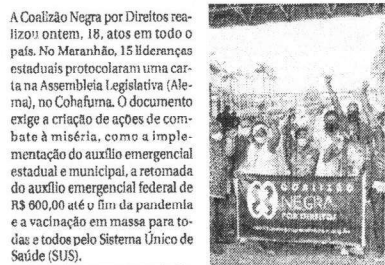 A Coalizão Negra por Direitos rea-
lizou ontem, 18, atos em todo o
país. No Maranhão, 15 lideranças
estaduais protocolaram uma car-
ta na Assembleia Legislativa (Ale-
ma), no Cohafuma. O documento
exige a criação de ações de com-
bate à miséria, como a imple-
mentação do auxílio emergencial
estadual e municipal, a retomada
do auxílio emergencial federal de
R$ 600,00 até o fim da pandemia
e a vacinação em massa para to-
das e todos pelo Sistema Único de
Saúde (SUS).
COALIZÃO
NEGRA
POR DIREITOS